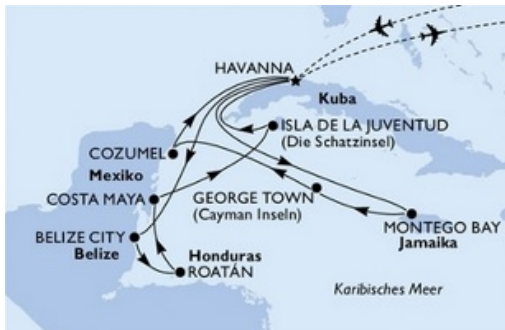 HAVANNA
Kuba
ISLA DE LA JUVENTUD
(Die Schatzinsel)
COZUMEL
Mexiko
COSTA MAYA
GEORGE TOWN
(Cayman Inseln)
MONTEGO BAY
Jamaika
BELIZE CITY
Belize
Honduras
ROATÁN
Karibisches Meer